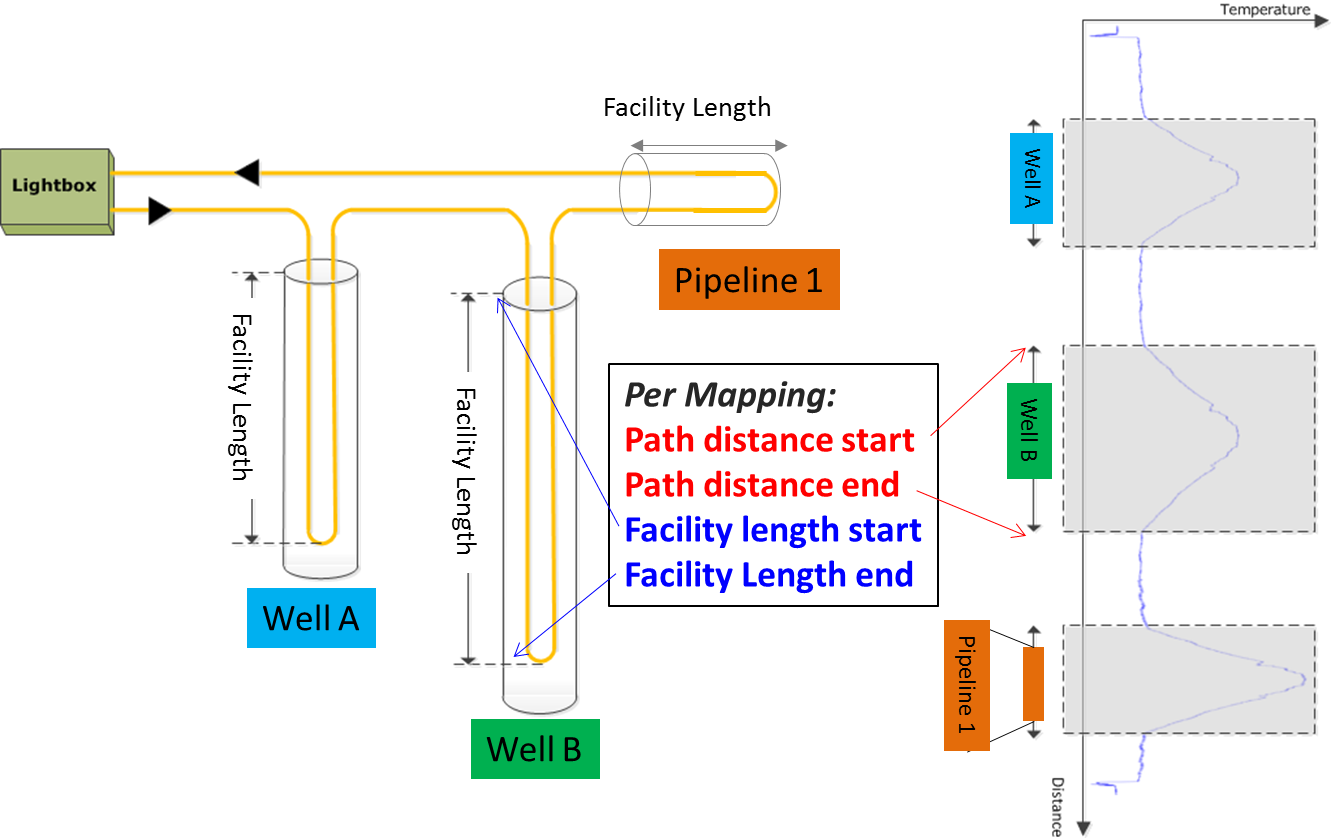 Temperature
Facility Length
Lightbox
Well A
Pipeline 1
Facility Length
Facility Length
Per Mapping:
Path distance start
Path distance end
Facility length start
Facility Length end
Well B
Well A
Pipeline 1
Well B
Distance